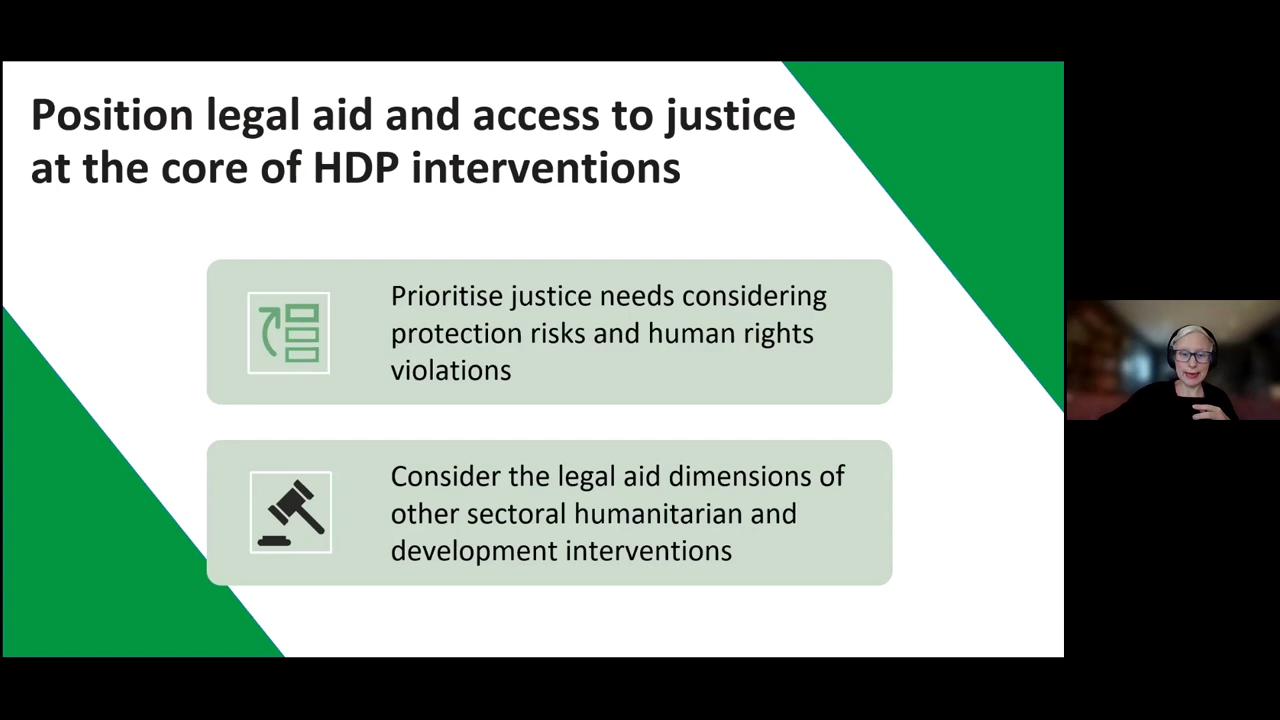 Position legal aid and access to justice
at the core of HDP interventions
Prioritise justice needs considering
protection risks and human rights
violations
Consider the legal aid dimensions of
other sectoral humanitarian and
development interventions